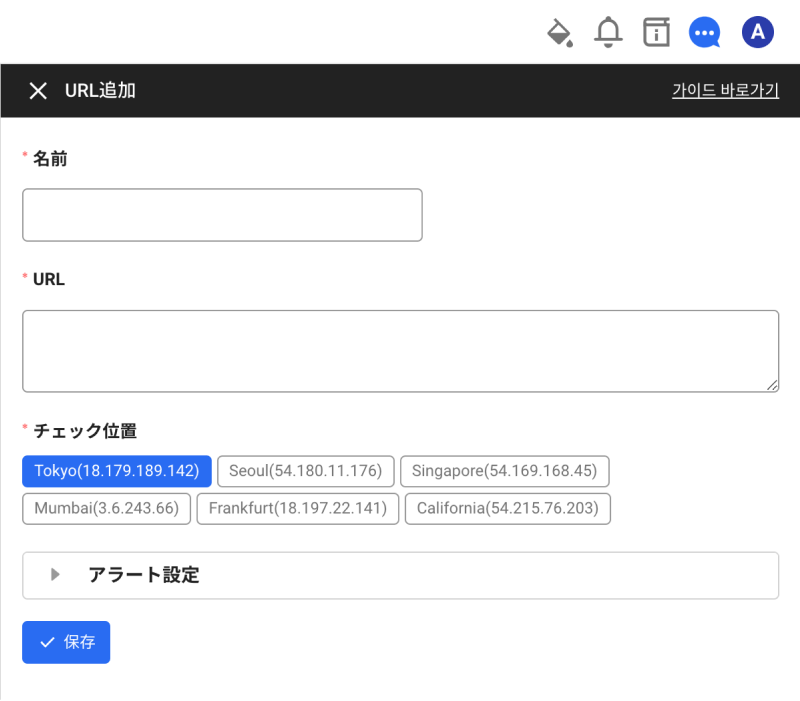 A
URL追加
가이드 바로가기
* 名前
* URL
* チェック位置
Tokyo(18.179.189.142) Seoul(54.180.11.176) Singapore(54.169.168.45)
Mumbai(3.6.243.66) Frankfurt(18.197.22.141) California(54.215.76.203)
アラート設定
保存